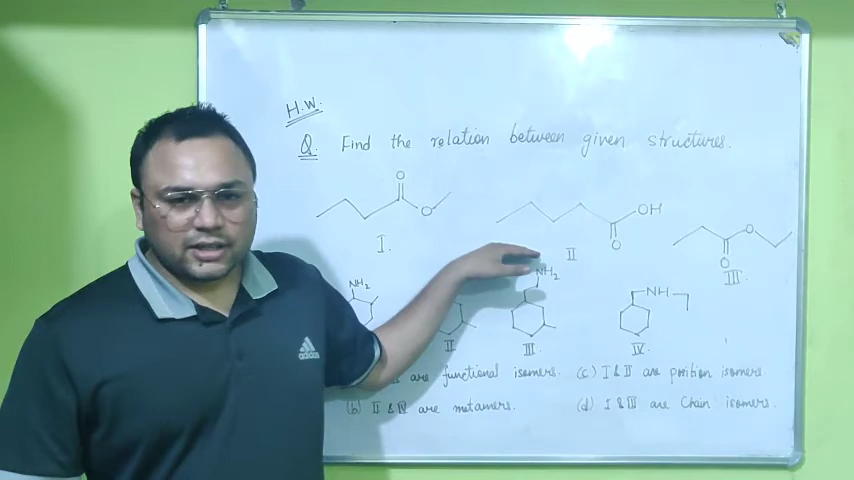 H.W.
Q. Find the relation between given structures.
O
O
I.
OH
O
II
O
O
III
NH2
II
NH2
III
NH
IV
adidas
are functional isomers. (c) I & II are position isomers.
(b) II & IV are metamers. (d) I & III are Chain isomers.